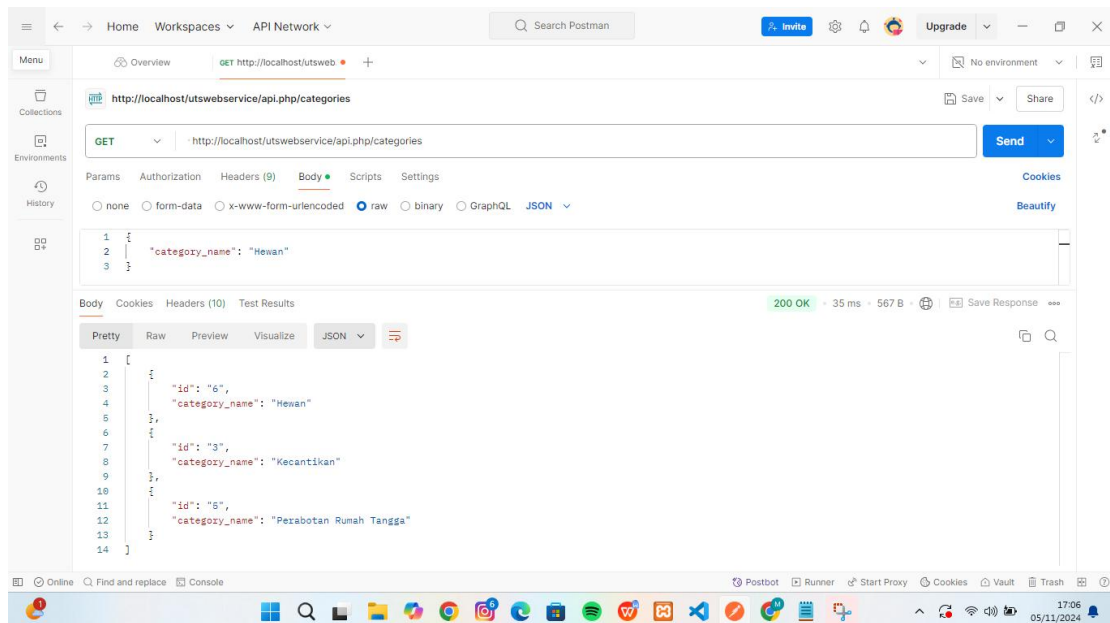 Home Workspaces API Network Search Postman Invite Upgrade
Menu Overview GET http://localhost/utsweb No environment
HTTP http://localhost/utswebservice/api.php/categories Save Share
Collections
GET http://localhost/utswebservice/api.php/categories Send
Environments
Params Authorization Headers (9) Body Scripts Settings Cookies
History
none form-data x-www-form-urlencoded raw binary GraphQL JSON Beautify
1 {
2 "category_name": "Hewan"
3 }
Body Cookies Headers (10) Test Results 200 OK 35 ms 567 B Save Response
Pretty Raw Preview Visualize JSON
1 [
2 {
3 "id": "6",
4 "category_name": "Hewan"
5 },
6 {
7 "id": "3",
8 "category_name": "Kecantikan"
9 },
10 {
11 "id": "5",
12 "category_name": "Perabotan Rumah Tangga"
13 }
14 ]
Online Find and replace Console Postbot Runner Start Proxy Cookies Vault Trash
17:06
05/11/2024